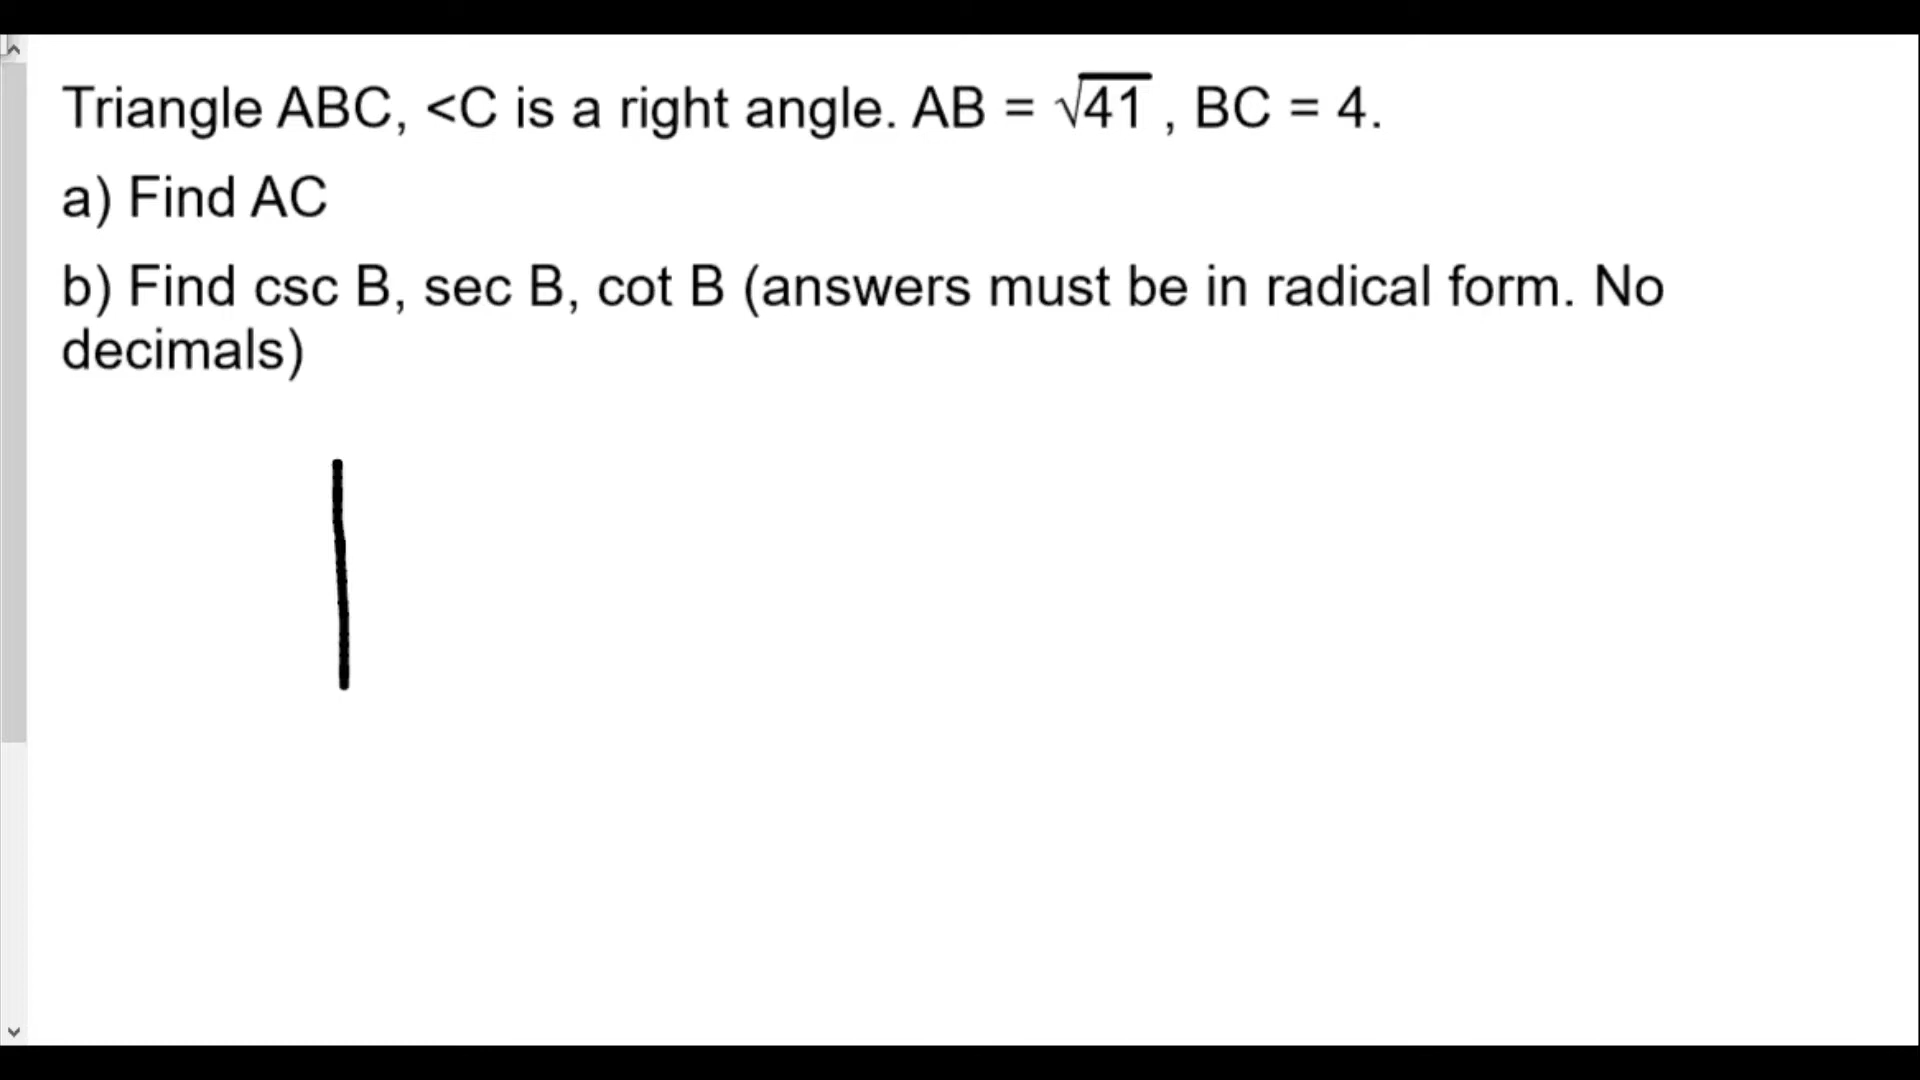 Triangle ABC, <C is a right angle. AB = √41 , BC = 4.
a) Find AC
b) Find csc B, sec B, cot B (answers must be in radical form. No
decimals)